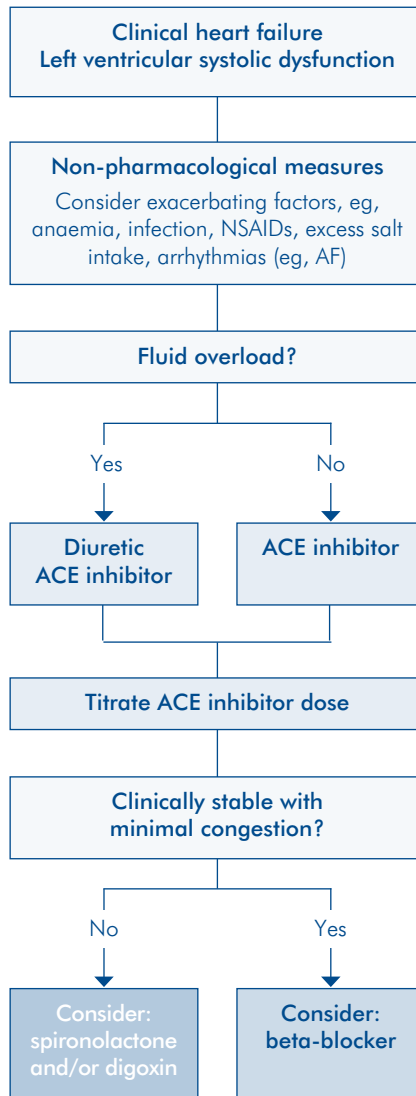 Clinical heart failure
Left ventricular systolic dysfunction
Non-pharmacological measures
Consider exacerbating factors, eg,
anaemia, infection, NSAIDs, excess salt
intake, arrhythmias (eg, AF)
Fluid overload?
Yes
No
Diuretic
ACE inhibitor
ACE inhibitor
Titrate ACE inhibitor dose
Clinically stable with
minimal congestion?
No
Yes
Consider:
spironolactone
and/or digoxin
Consider:
beta-blocker